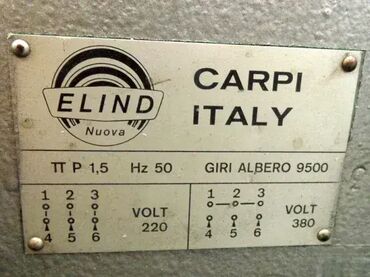 ELIND
Nuova
CARPI
ITALY
TT P 1,5 Hz 50 GIRI ALBERO 9500
1 2 3
VOLT
220
4 5 6
1 2 3
VOLT
380
4 5 6